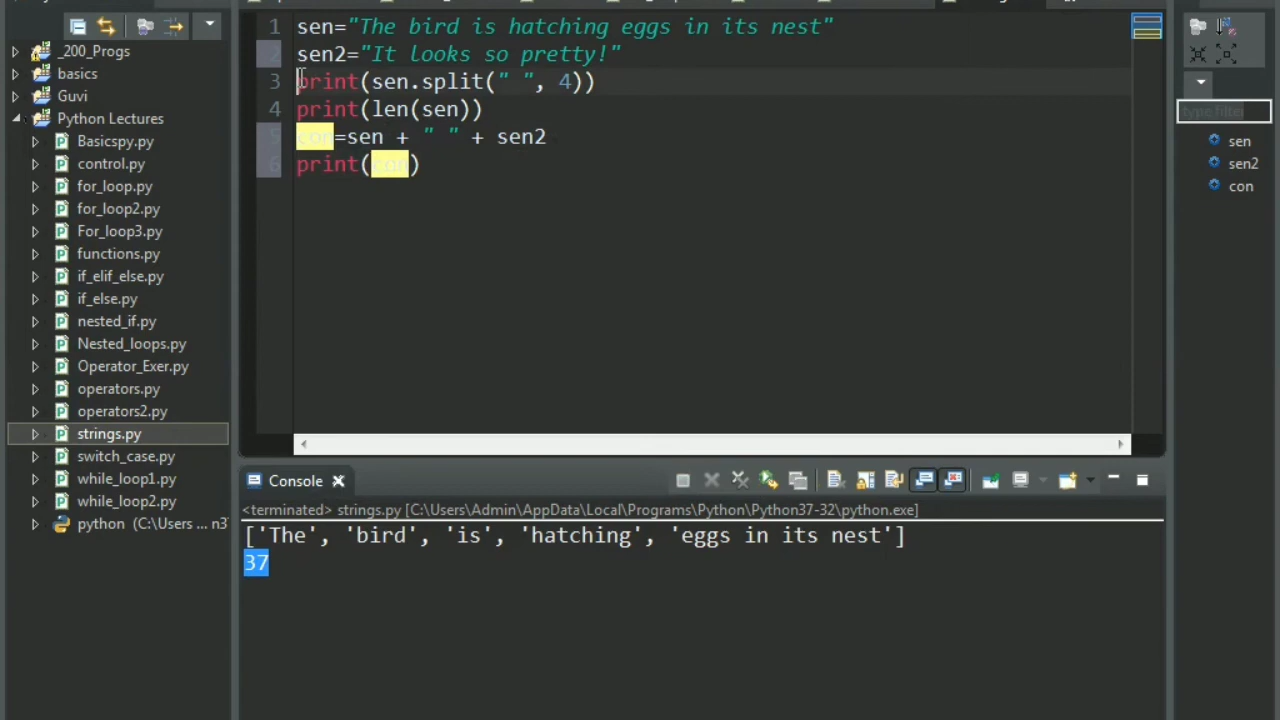 _200_Progs
basics
Guvi
Python Lectures
Basicspy.py
control.py
for_loop.py
for_loop2.py
For_loop3.py
functions.py
if_elif_else.py
if_else.py
nested_if.py
Nested_loops.py
Operator_Exer.py
operators.py
operators2.py
strings.py
switch_case.py
while_loop1.py
while_loop2.py
python (C:\Users ... n37
1 sen="The bird is hatching eggs in its nest"
2 sen2="It looks so pretty!"
3 print(sen.split(" ", 4))
4 print(len(sen))
5 con=sen + " " + sen2
6 print(con)
Console
<terminated> strings.py [C:\Users\Admin\AppData\Local\Programs\Python\Python37-32\python.exe]
['The', 'bird', 'is', 'hatching', 'eggs in its nest']
37
type filter
sen
sen2
con